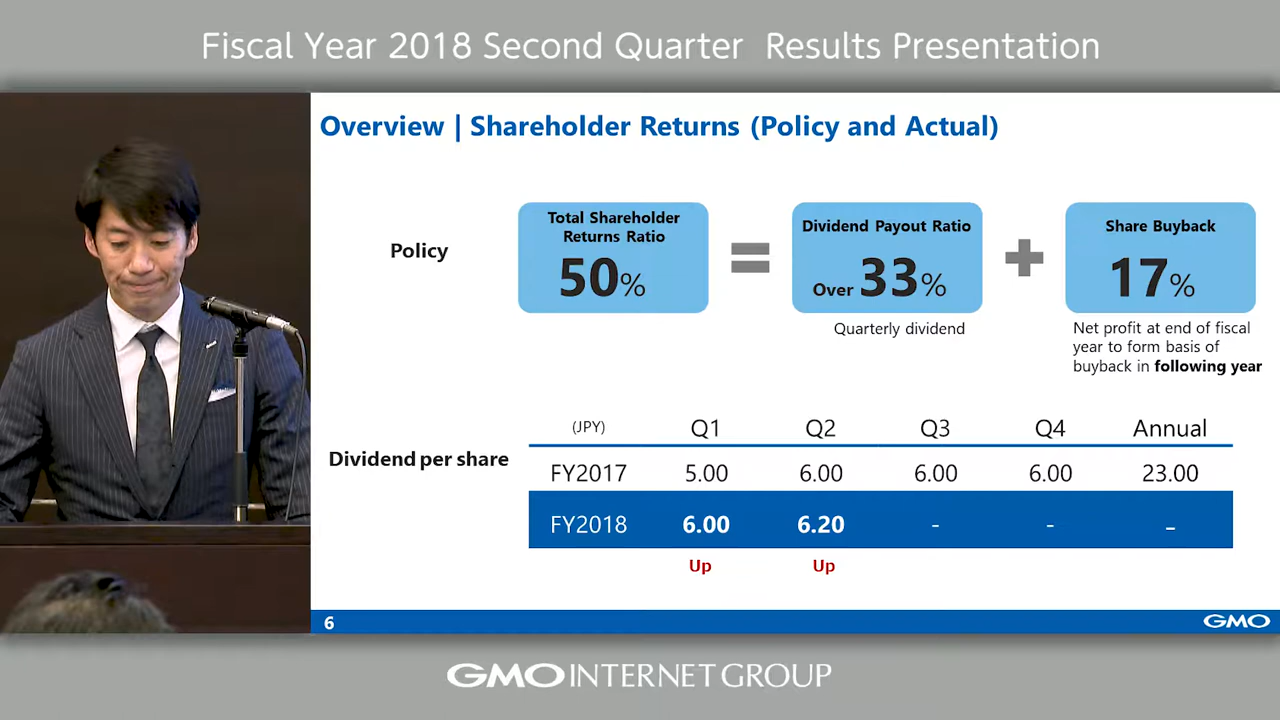 Fiscal Year 2018 Second Quarter Results Presentation
Overview | Shareholder Returns (Policy and Actual)
Policy
Total Shareholder
Returns Ratio
50%
=
Dividend Payout Ratio
Over 33%
Quarterly dividend
+
Share Buyback
17%
Net profit at end of fiscal
year to form basis of
buyback in following year
Dividend per share
(JPY) Q1 Q2 Q3 Q4 Annual
FY2017 5.00 6.00 6.00 6.00 23.00
FY2018 6.00 6.20 - - -
Up Up
6
GMO
GMO INTERNET GROUP